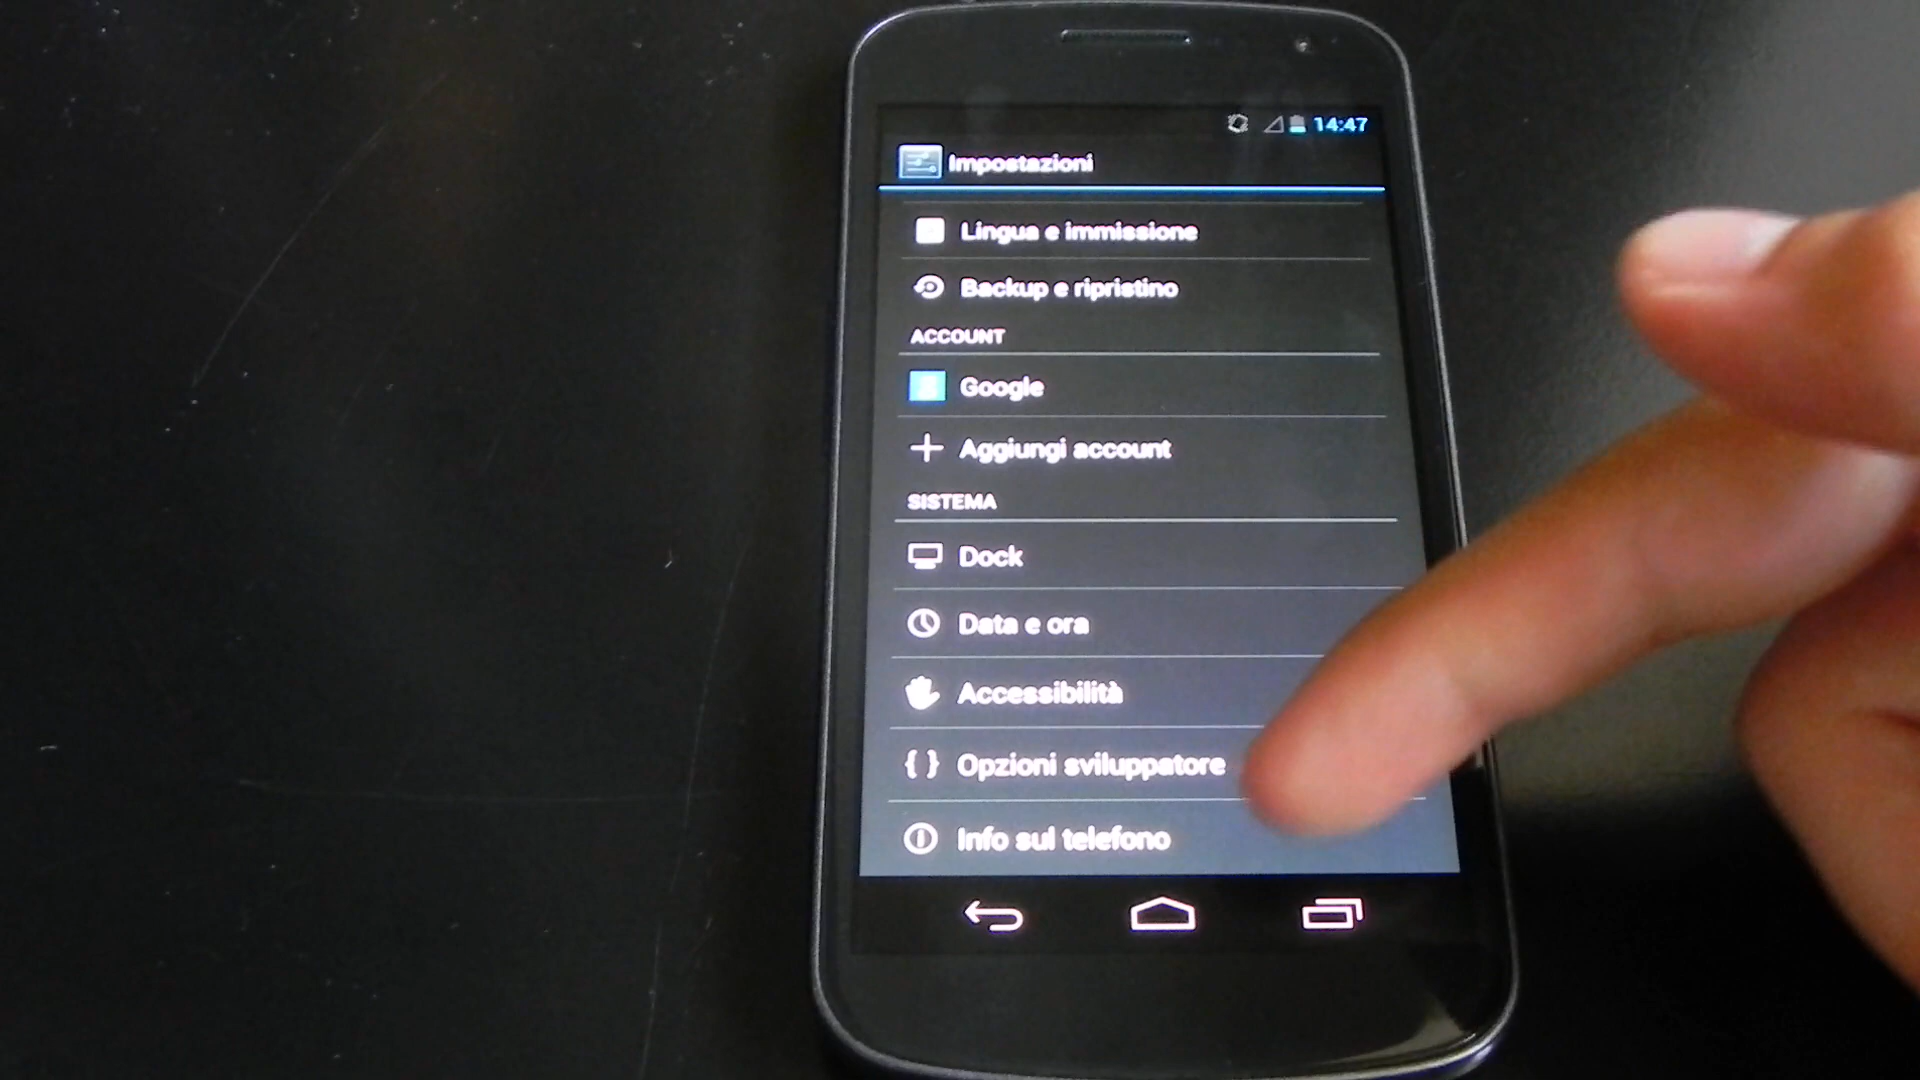 14:47
Impostazioni
Lingua e immissione
Backup e ripristino
ACCOUNT
Google
Aggiungi account
SISTEMA
Dock
Data e ora
Accessibilità
Opzioni sviluppatore
Info sul telefono